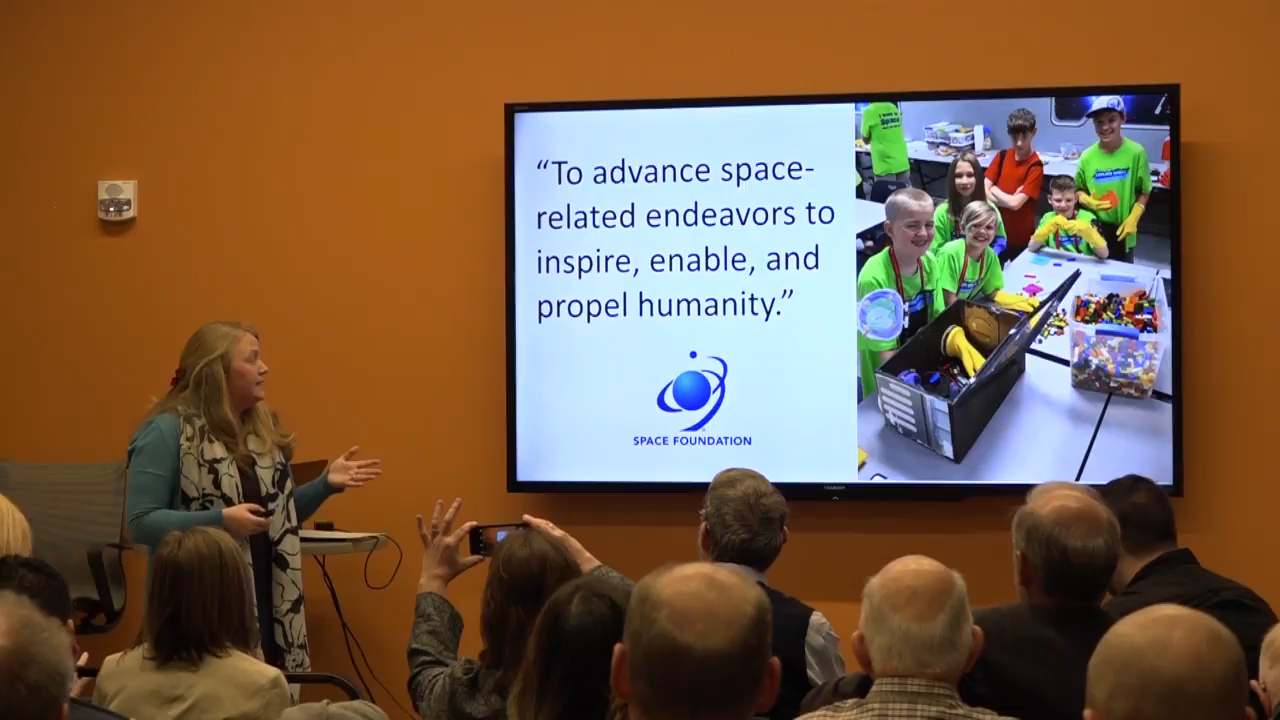 “To advance space-
related endeavors to
inspire, enable, and
propel humanity.”
SPACE FOUNDATION